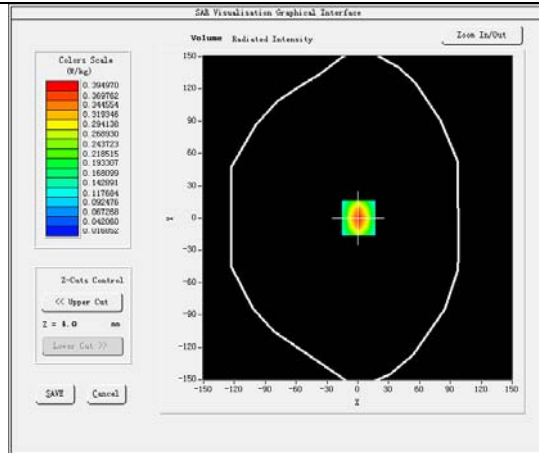 SAR Visualisation Graphical Interface
Volume Radiated Intensity
Zoom In/Out
Colors Scale
(W/kg)
0.394970
0.369762
0.344554
0.319346
0.294138
0.268930
0.243723
0.218515
0.193307
0.168099
0.142891
0.117684
0.092476
0.067268
0.042060
0.016852
Z-Cuts Control
<< Upper Cut
Z = 4.0 mm
Lower Cut >>
SAVE
Cancel
150
120
90
60
30
0
-30
-60
-90
-120
-150
Y
-150 -120 -90 -60 -30 0 30 60 90 120 150
X